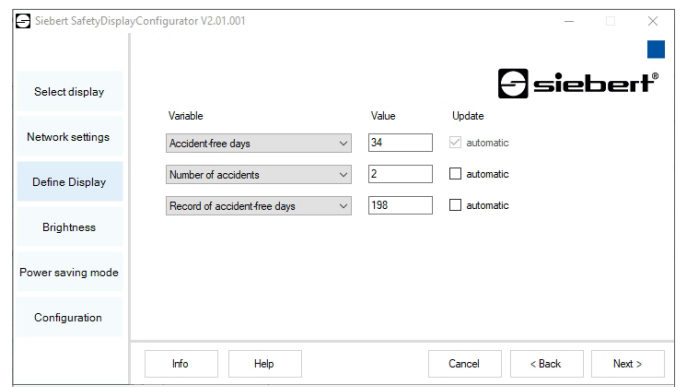 Siebert SafetyDisplayConfigurator V2.01.001
siebert®
Select display
Network settings
Define Display
Brightness
Power saving mode
Configuration
Variable Value Update
Accident-free days 34 automatic
Number of accidents 2 automatic
Record of accident-free days 198 automatic
Info Help Cancel < Back Next >